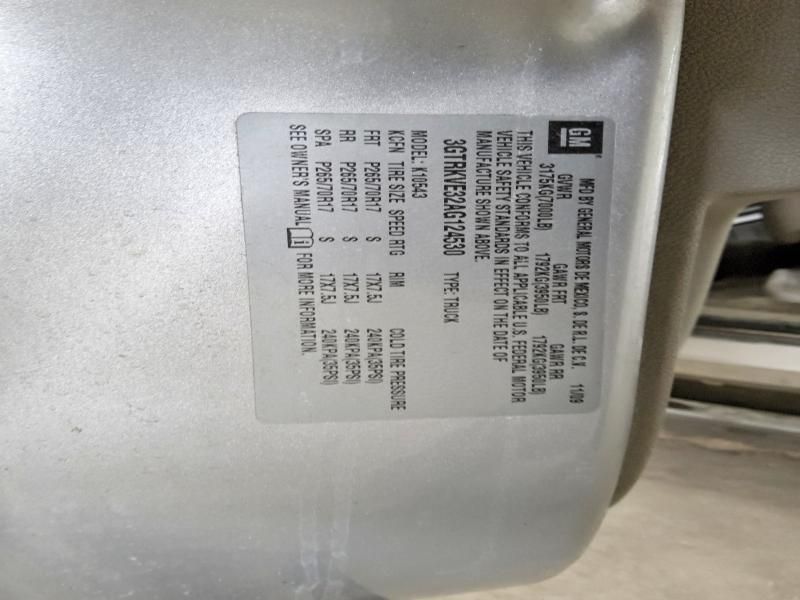 GM
MFD BY GENERAL MOTORS DE MEXICO, S. DE R.L. DE C.V. 11/09
GVWR GAWR FRT GAWR RR
3175KG(7000LB) 1792KG(3950LB) 1792KG(3950LB)
THIS VEHICLE CONFORMS TO ALL APPLICABLE U.S. FEDERAL MOTOR
VEHICLE SAFETY STANDARDS IN EFFECT ON THE DATE OF
MANUFACTURE SHOWN ABOVE.
3GTRKVE32AG124530 TYPE: TRUCK
MODEL: K10543
KCFN TIRE SIZE SPEED RTG RIM COLD TIRE PRESSURE
FRT P265/70R17 S 17X7.5J 240KPA(35PSI)
RR P265/70R17 S 17X7.5J 240KPA(35PSI)
SPA P265/70R17 S 17X7.5J 240KPA(35PSI)
SEE OWNER'S MANUAL FOR MORE INFORMATION.